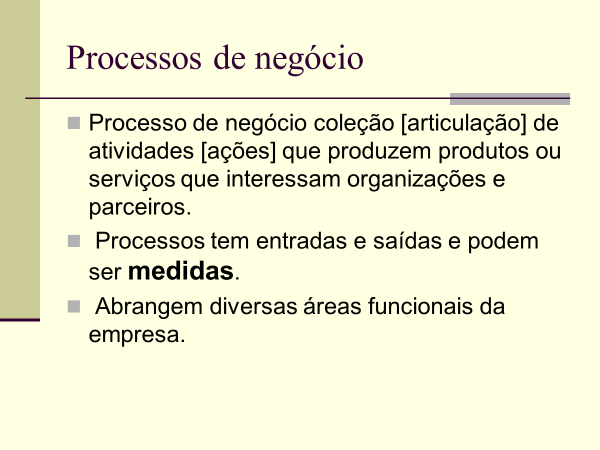 Processos de negócio
Processo de negócio coleção [articulação] de
atividades [ações] que produzem produtos ou
serviços que interessam organizações e
parceiros.
Processos tem entradas e saídas e podem
ser medidas.
Abrangem diversas áreas funcionais da
empresa.